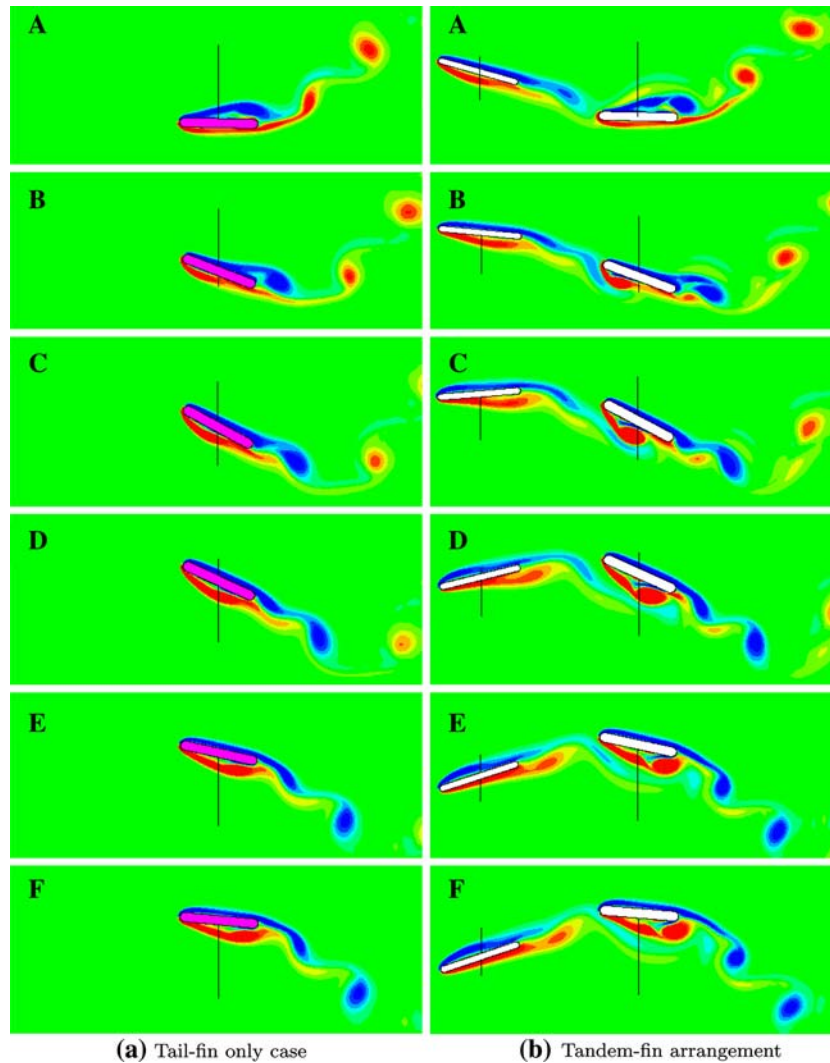 A A
B B
C C
D D
E E
F F
(a) Tail-fin only case (b) Tandem-fin arrangement